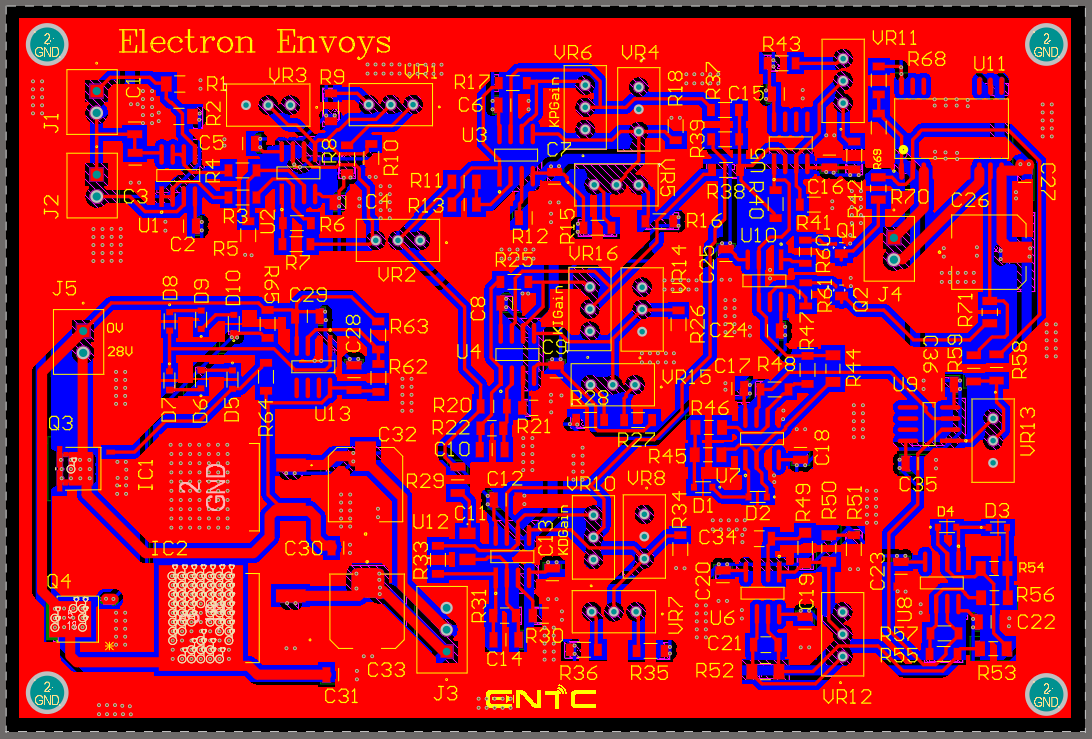 2
GND
Electron Envoys
2
GND
VR6
VR4
R43
VR11
R68
U11
R1
VR3
R9
VR1
R17
C6
R18
R37
C15
C1
J1
R2
C5
R8
R10
U3
KPGain
C7
R39
R69
J2
R4
C3
U1
C2
R3
U2
R5
R6
R7
C4
R11
R13
R12
R15
VR5
R16
R38
U5
R40
C16
R42
R70
C26
C27
R41
VR2
R25
VR16
VR14
C25
U10
R60
Q1
J5
D8
D9
D10
R65
C29
C8
KIGain
R26
R61
Q2
J4
R71
0V
28V
C28
R63
R62
U4
C9
C24
R47
C17
R48
R44
C36
R59
R58
U9
D7
D6
D5
R64
U13
R28
VR15
R20
R22
R21
R27
R46
VR13
Q3
C32
C10
R45
U7
C18
C35
IC1
2
GND
R29
C12
VR10
VR8
C11
D1
D2
R49
R50
R51
D4
D3
U12
C13
KDGain
R34
C34
IC2
C30
R33
C20
C19
C23
R54
R56
Q4
R31
VR7
U6
U8
C22
C21
R57
R55
R53
C33
C14
R36
R35
R52
2
GND
C31
J3
ENTC
VR12
2
GND